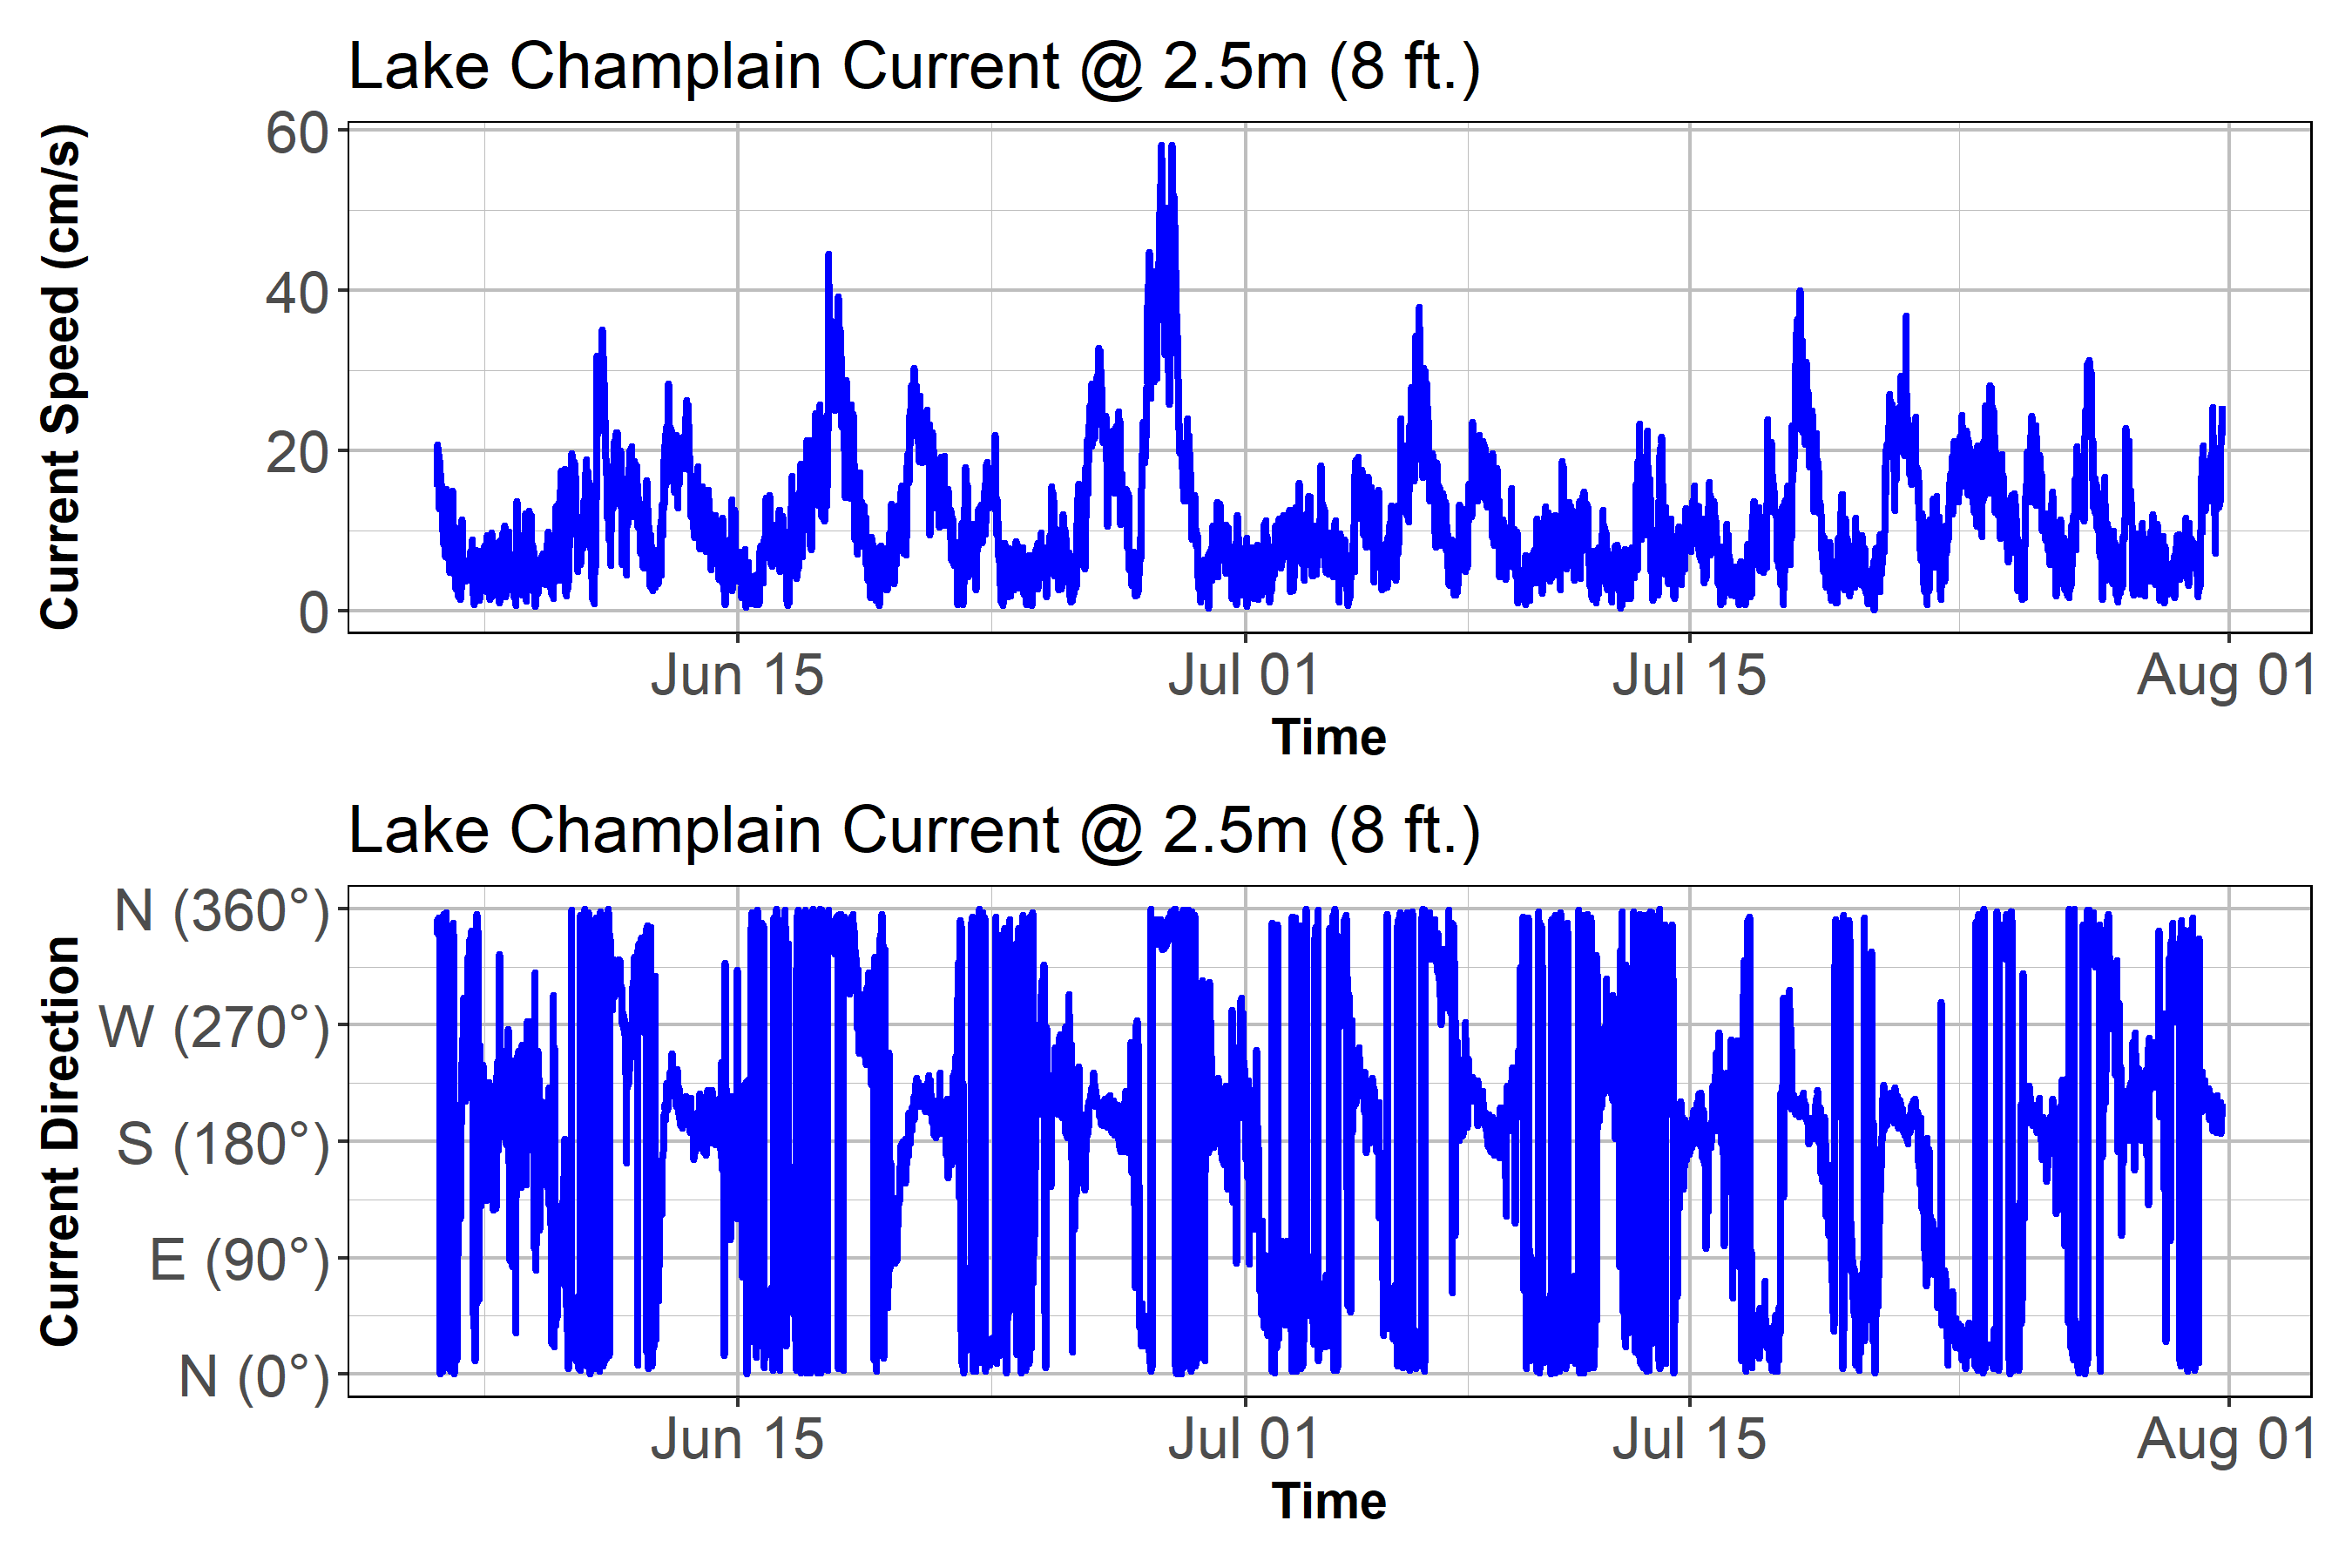 Lake Champlain Current @ 2.5m (8 ft.)
Current Speed (cm/s)
60
40
20
0
Jun 15
Jul 01
Jul 15
Aug 01
Time
Lake Champlain Current @ 2.5m (8 ft.)
Current Direction
N (360°)
W (270°)
S (180°)
E (90°)
N (0°)
Jun 15
Jul 01
Jul 15
Aug 01
Time